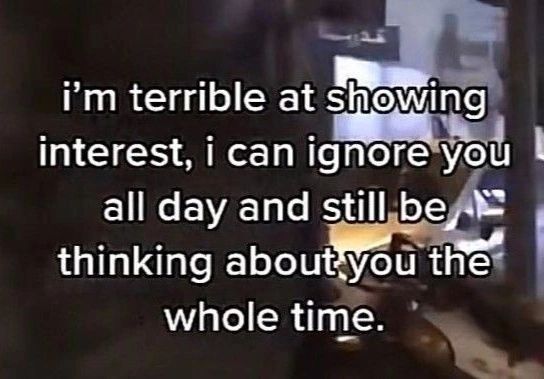 i'm terrible at showing
interest, i can ignore you
all day and still be
thinking about you the
whole time.